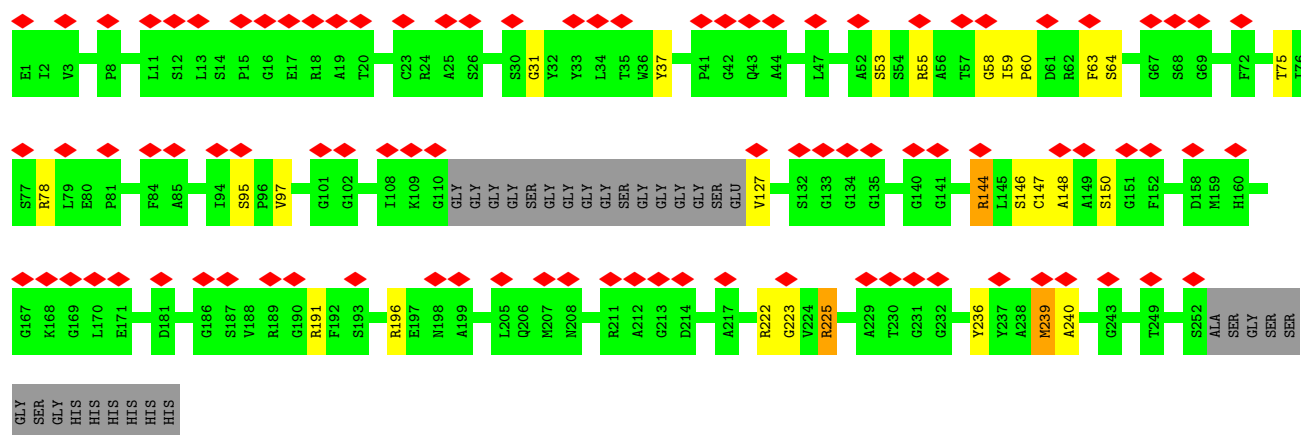 E1 I2 V3 P8 L11 S12 L13 S14 P15 G16 E17 R18 A19 T20 C23 R24 A25 S26 S30 G31 Y32 Y33 L34 T35 W36 Y37 P41 G42 Q43 A44 L47 A52 S53 S54 R55 A56 T57 G58 I59 P60 D61 R62 F63 S64 G67 S68 G69 F72 T75 I76
S77 R78 L79 E80 P81 F84 A85 I94 S95 P96 V97 G101 G102 I108 K109 G110 GLY GLY GLY GLY SER GLY GLY GLY GLY SER GLY GLY GLY GLY SER GLU V127 S132 G133 G134 G135 G140 G141 R144 L145 S146 C147 A148 A149 S150 G151 F152 D158 M159 H160
G167 K168 G169 L170 E171 D181 G186 S187 V188 R189 G190 R191 F192 S193 R196 E197 N198 A199 L205 Q206 M207 N208 R211 A212 G213 D214 A217 R222 G223 V224 R225 A229 T230 G231 G232 Y236 Y237 A238 M239 A240 G243 T249 S252 ALA SER GLY SER SER
GLY SER GLY HIS HIS HIS HIS HIS HIS